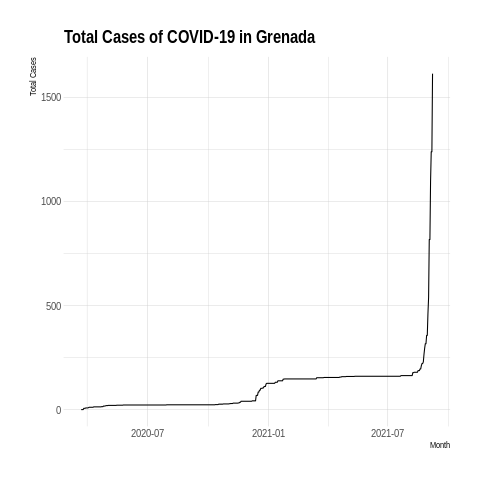 Total Cases of COVID-19 in Grenada
Total Cases
1500
1000
500
0
2020-07
2021-01
2021-07
Month